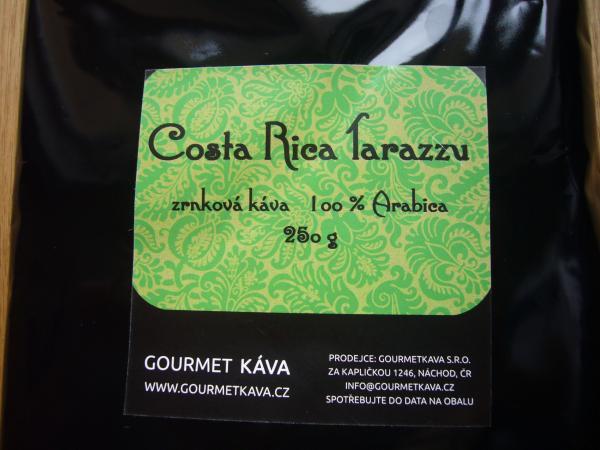 Costa Rica Tarazzu
zrnková káva 100 % Arabica
250 g
GOURMET KÁVA
WWW.GOURMETKAVA.CZ
PRODEJCE: GOURMETKAVA S.R.O.
ZA KAPLIČKOU 1246, NÁCHOD, ČR
INFO@GOURMETKAVA.CZ
SPOTŘEBUJTE DO DATA NA OBALU